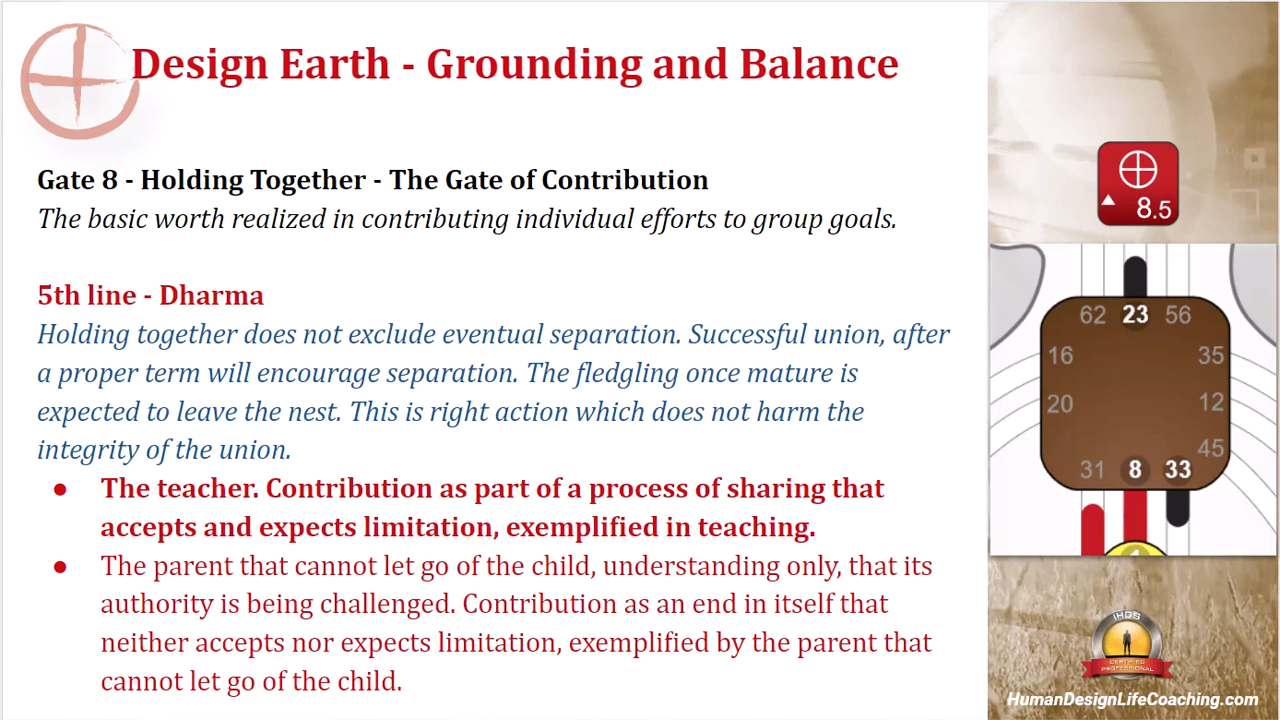 Design Earth - Grounding and Balance
Gate 8 - Holding Together - The Gate of Contribution
The basic worth realized in contributing individual efforts to group goals.
5th line - Dharma
Holding together does not exclude eventual separation. Successful union, after
a proper term will encourage separation. The fledgling once mature is
expected to leave the nest. This is right action which does not harm the
integrity of the union.
● The teacher. Contribution as part of a process of sharing that
accepts and expects limitation, exemplified in teaching.
● The parent that cannot let go of the child, understanding only, that its
authority is being challenged. Contribution as an end in itself that
neither accepts nor expects limitation, exemplified by the parent that
cannot let go of the child.
8.5
62 23 56
16 35
20 12
45
31 8 33
1
IHDS
CERTIFIED
PROFESSIONAL
HumanDesignLifeCoaching.com